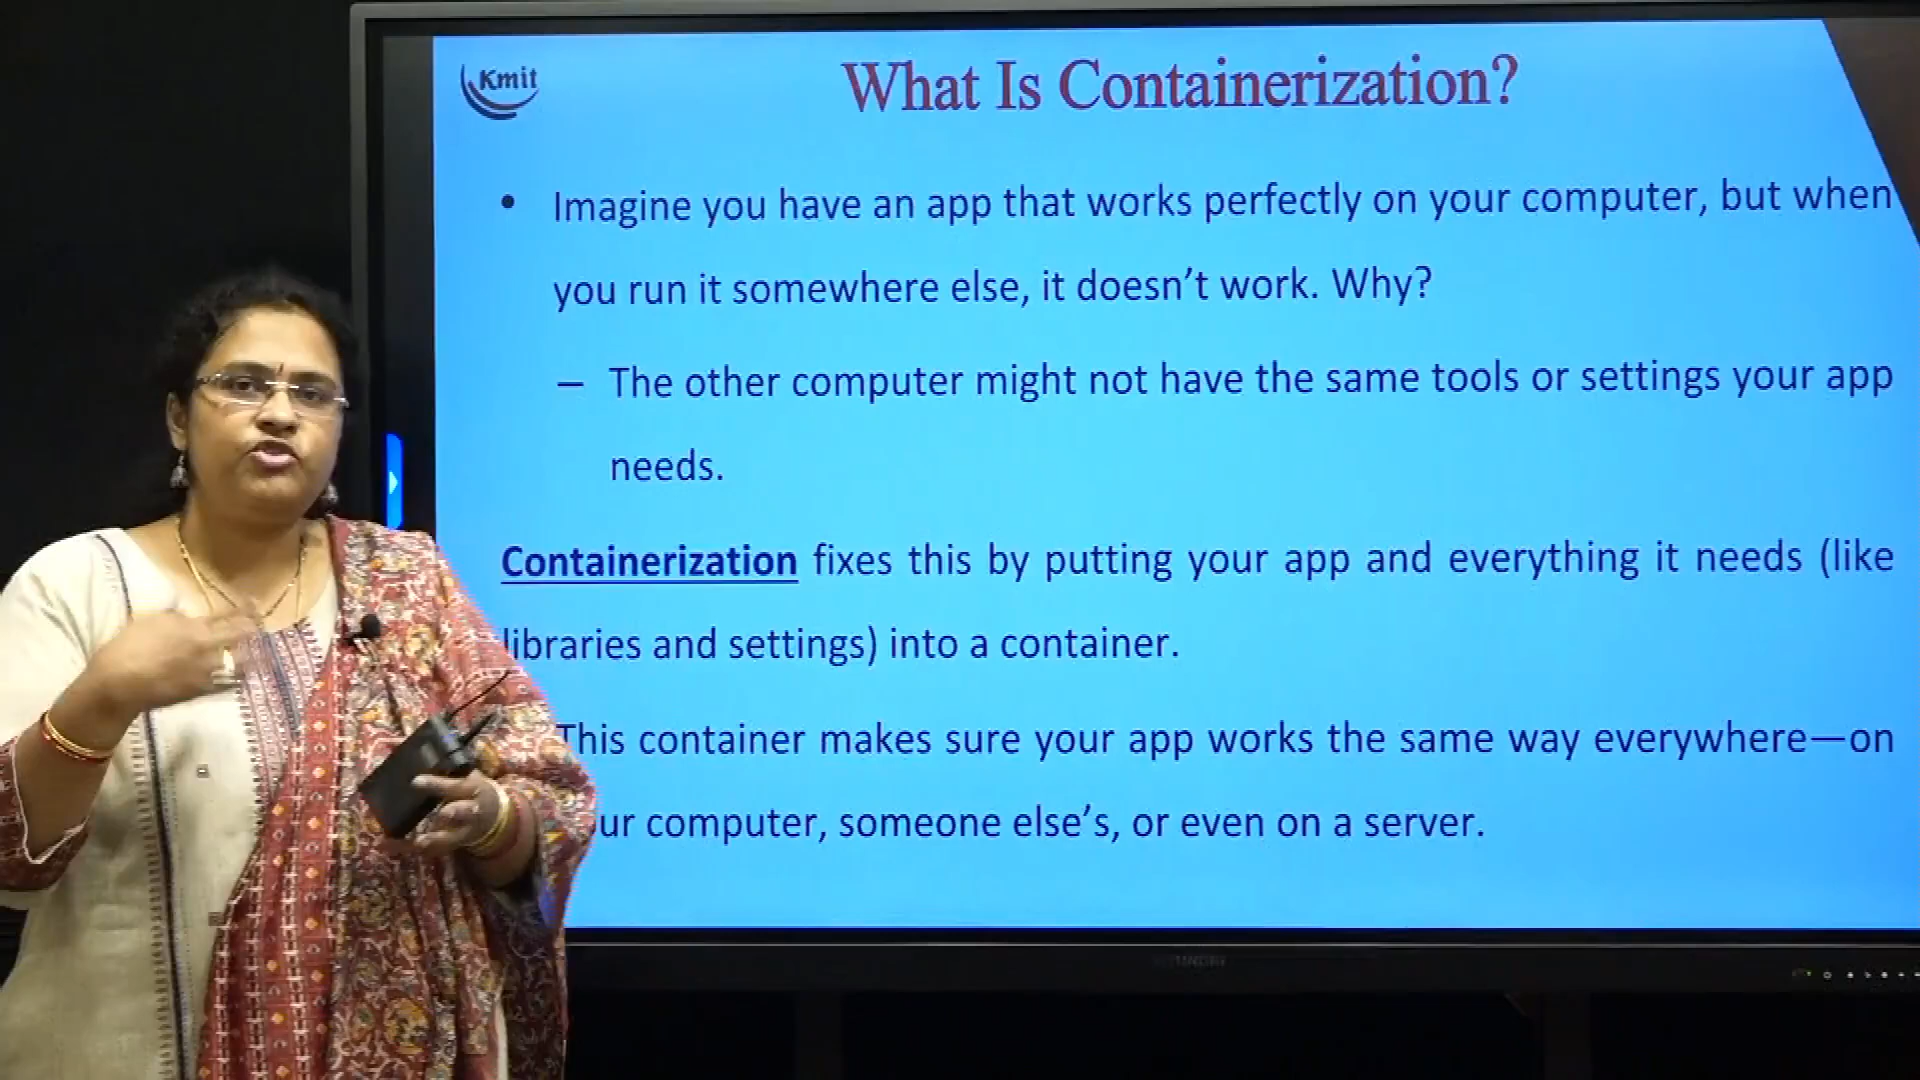 Kmit
What Is Containerization?
• Imagine you have an app that works perfectly on your computer, but when
you run it somewhere else, it doesn’t work. Why?
– The other computer might not have the same tools or settings your app
needs.
Containerization fixes this by putting your app and everything it needs (like
libraries and settings) into a container.
This container makes sure your app works the same way everywhere—on
ur computer, someone else’s, or even on a server.